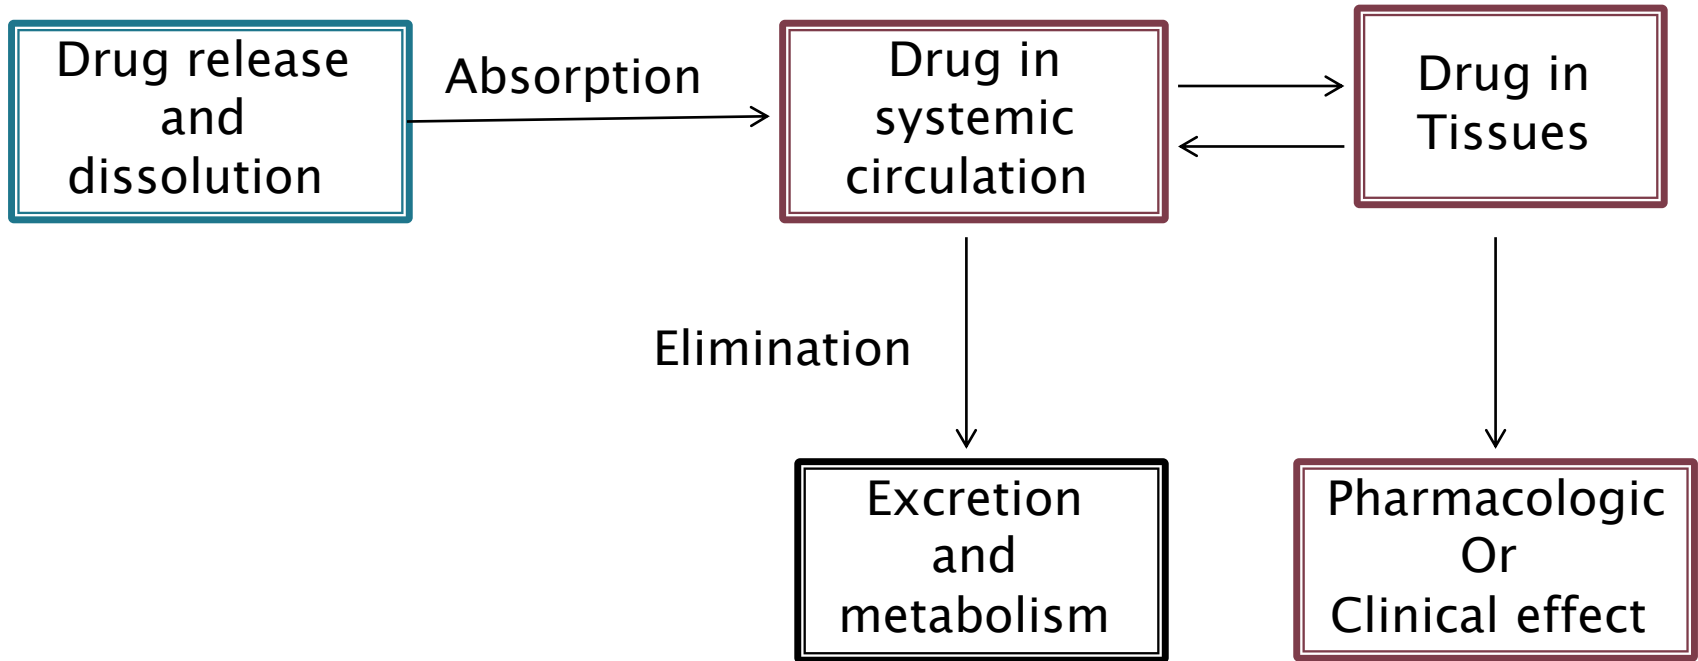 Drug release
and
dissolution
Absorption
Drug in
systemic
circulation
Drug in
Tissues
Elimination
Excretion
and
metabolism
Pharmacologic
Or
Clinical effect